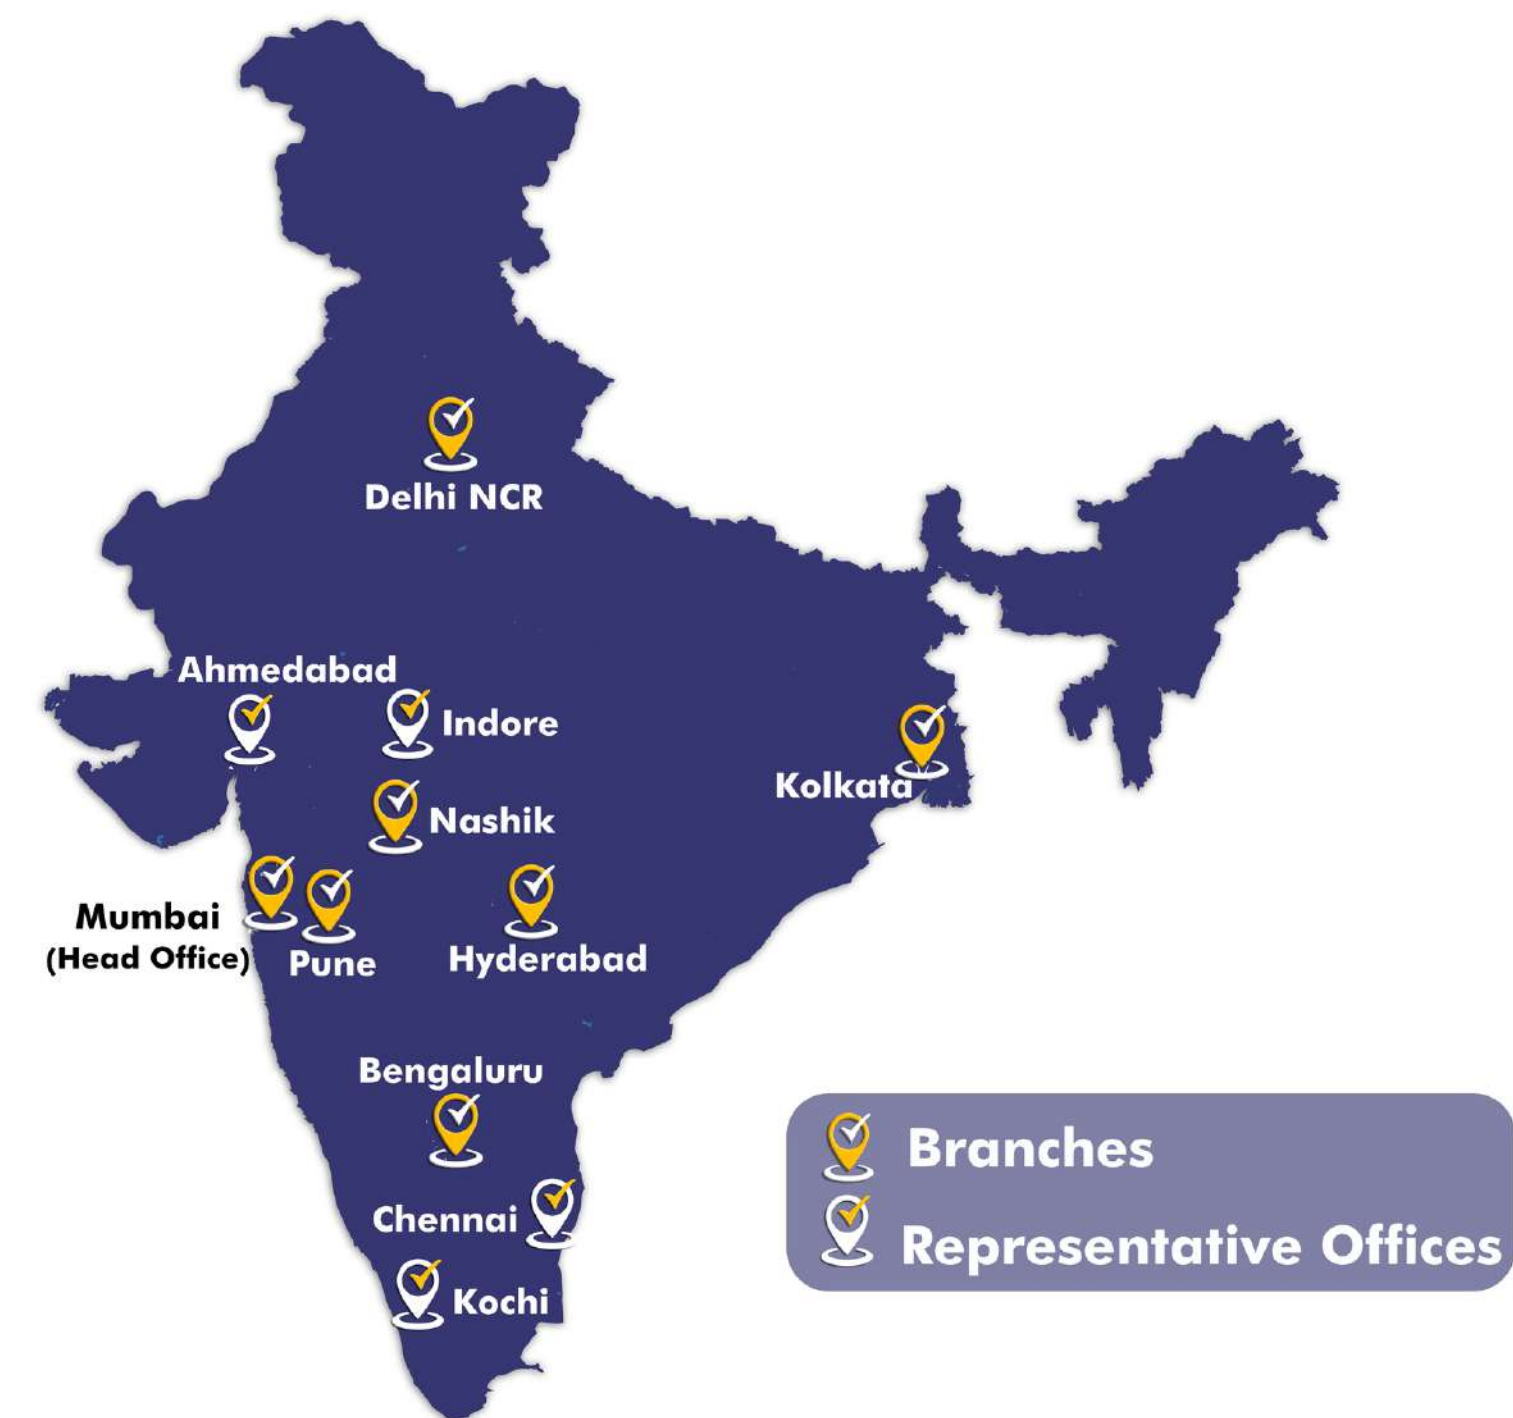 Delhi NCR
Ahmedabad
Indore
Kolkata
Nashik
Mumbai
(Head Office)
Pune
Hyderabad
Bengaluru
Chennai
Kochi
Branches
Representative Offices